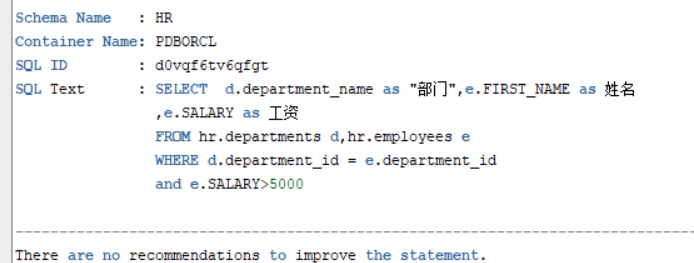 Schema Name   : HR
Container Name: PDBORCL
SQL ID        : d0vqf6tv6qfgt
SQL Text      : SELECT  d.department_name as "部门",e.FIRST_NAME as 姓名
,e.SALARY as 工资
FROM hr.departments d,hr.employees e
WHERE d.department_id = e.department_id
and e.SALARY>5000
-------------------------------------------------------------------------------
There are no recommendations to improve the statement.